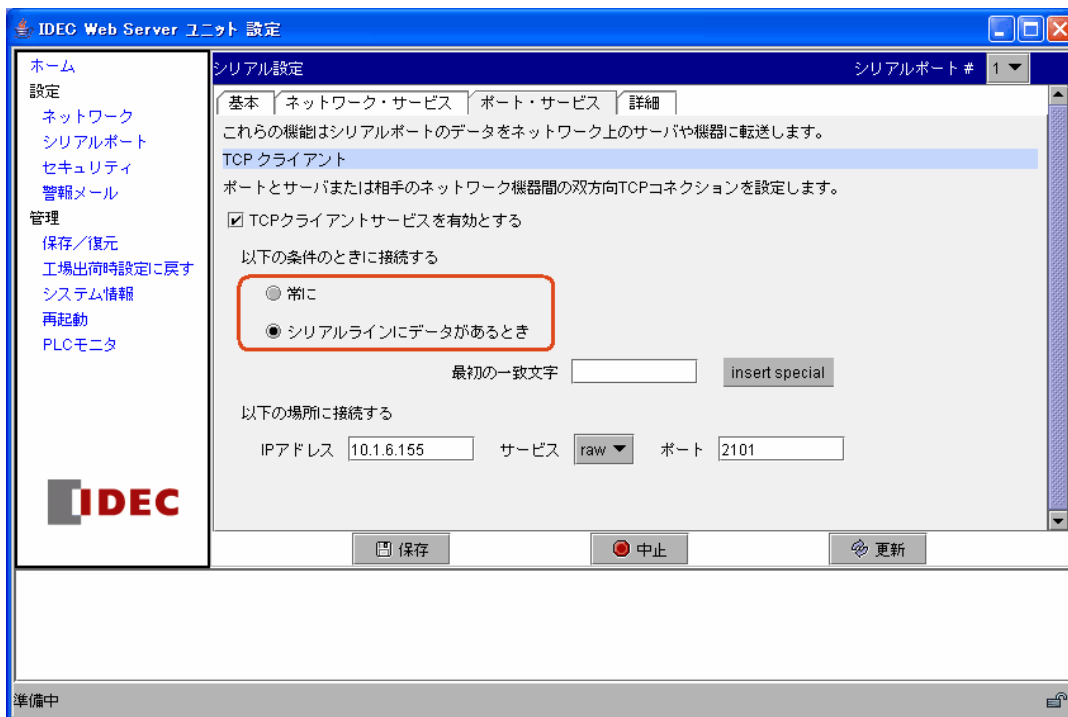 IDEC Web Server ユニット 設定
ホーム
設定
ネットワーク
シリアルポート
セキュリティ
警報メール
管理
保存／復元
工場出荷時設定に戻す
システム情報
再起動
PLCモニタ
IDEC
シリアル設定 シリアルポート # 1
基本 ネットワーク・サービス ポート・サービス 詳細
これらの機能はシリアルポートのデータをネットワーク上のサーバや機器に転送します。
TCP クライアント
ポートとサーバまたは相手のネットワーク機器間の双方向TCPコネクションを設定します。
TCPクライアントサービスを有効とする
以下の条件のときに接続する
常に
シリアルラインにデータがあるとき
最初の一致文字 insert special
以下の場所に接続する
IPアドレス 10.1.6.155 サービス raw ポート 2101
保存 中止 更新
準備中